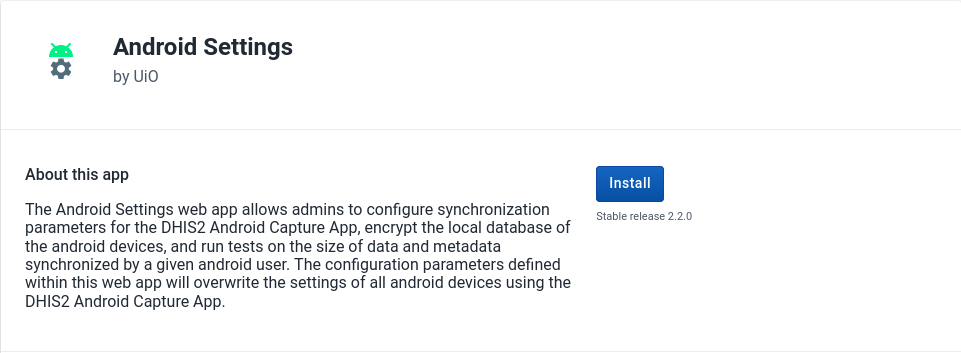 Android Settings
by UiO
About this app
Install
The Android Settings web app allows admins to configure synchronization
parameters for the DHIS2 Android Capture App, encrypt the local database of
the android devices, and run tests on the size of data and metadata
synchronized by a given android user. The configuration parameters defined
within this web app will overwrite the settings of all android devices using the
DHIS2 Android Capture App.
Stable release 2.2.0